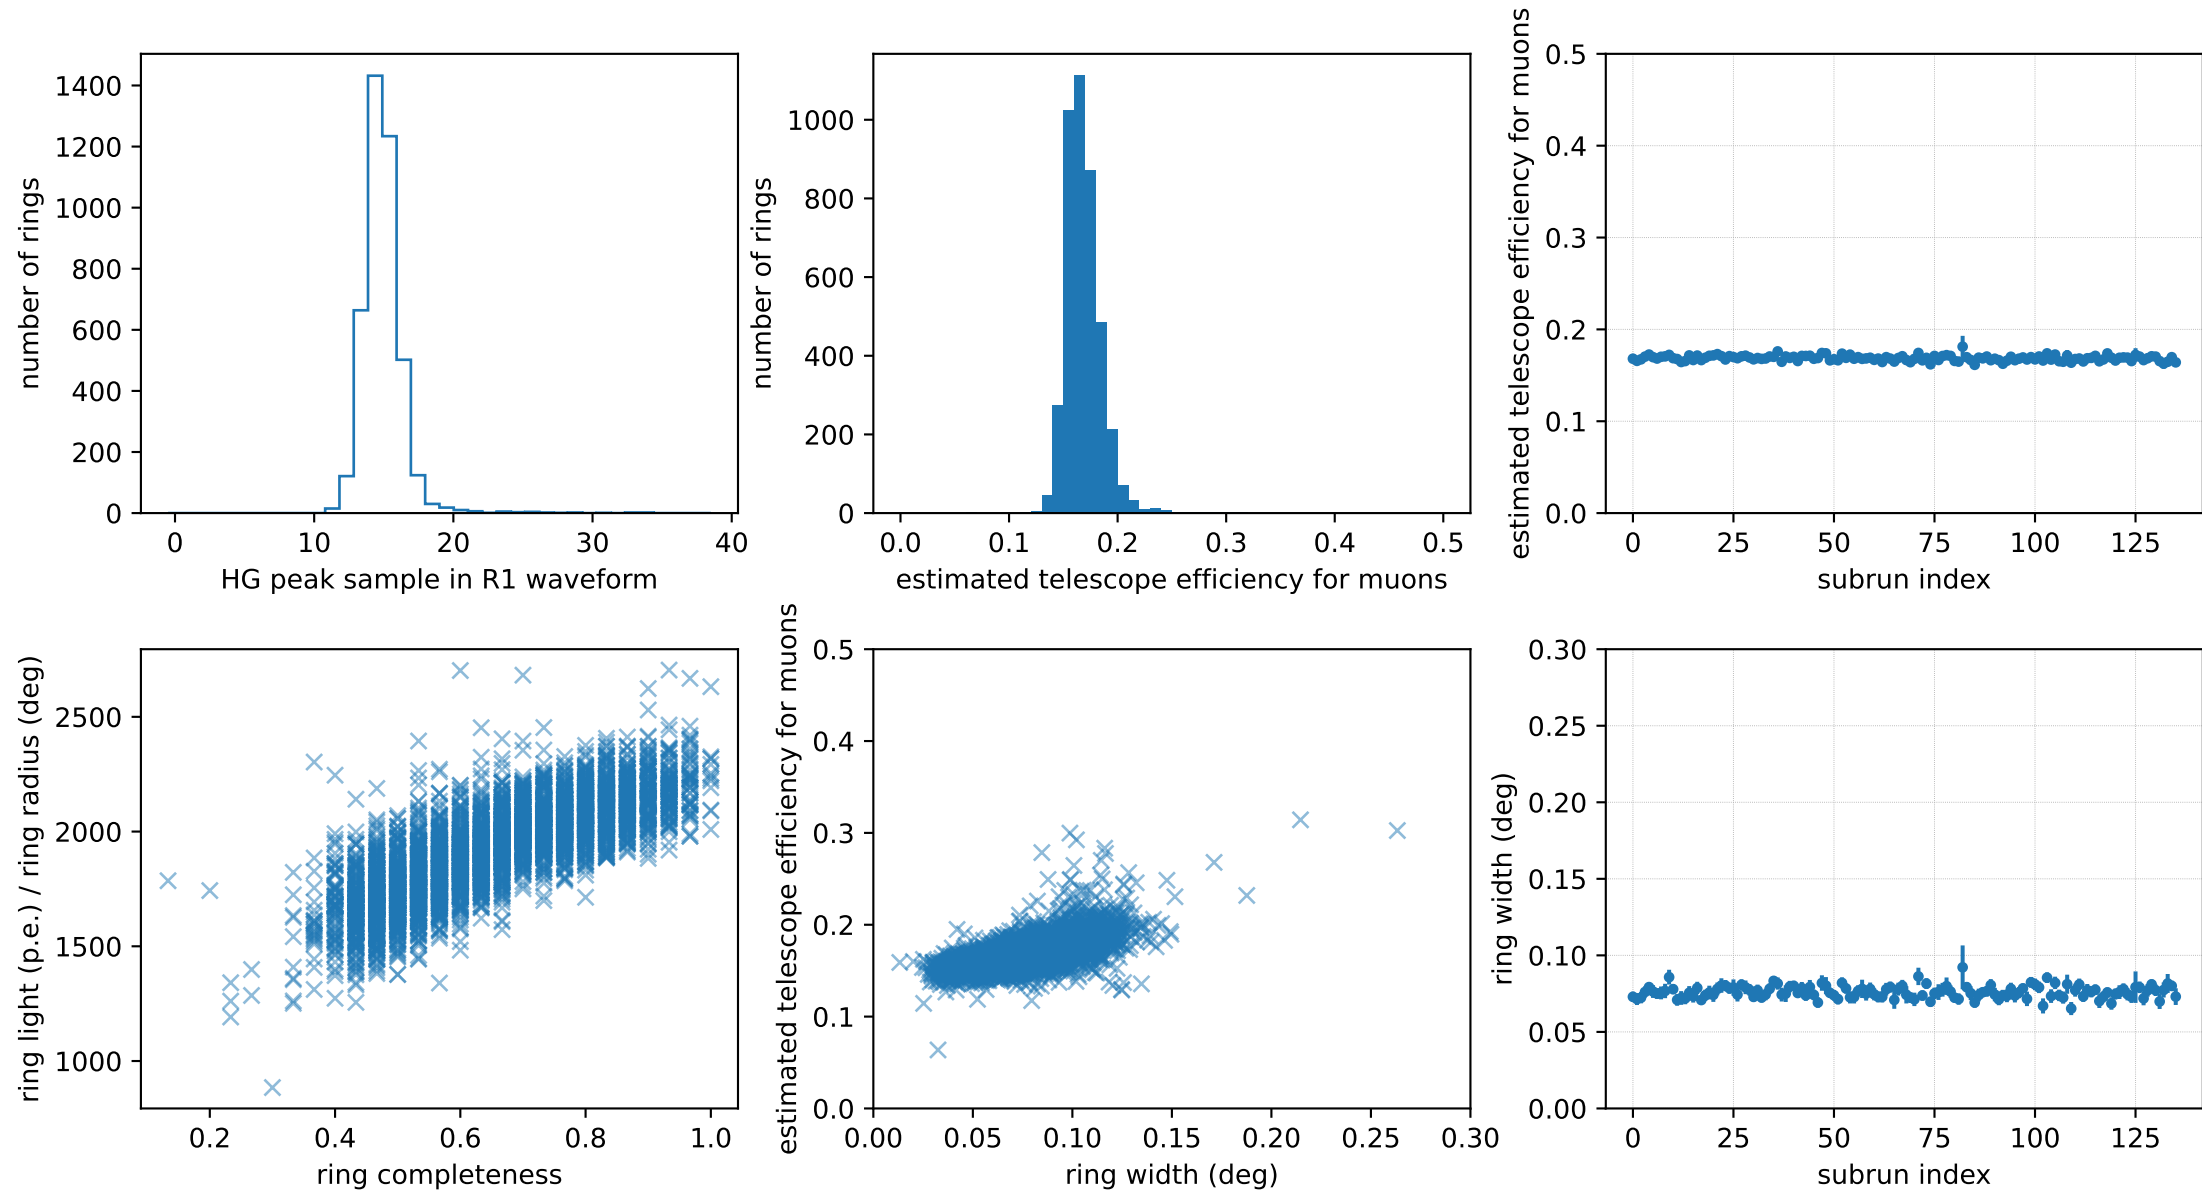 number of rings
1400
1200
1000
800
600
400
200
0
0 10 20 30 40
HG peak sample in R1 waveform
number of rings
1000
800
600
400
200
0
0.0 0.1 0.2 0.3 0.4 0.5
estimated telescope efficiency for muons
estimated telescope efficiency for muons
0.5
0.4
0.3
0.2
0.1
0.0
0 25 50 75 100 125
subrun index
ring light (p.e.) / ring radius (deg)
2500
2000
1500
1000
0.2 0.4 0.6 0.8 1.0
ring completeness
estimated telescope efficiency for muons
0.5
0.4
0.3
0.2
0.1
0.0
0.00 0.05 0.10 0.15 0.20 0.25 0.30
ring width (deg)
ring width (deg)
0.30
0.25
0.20
0.15
0.10
0.05
0.00
0 25 50 75 100 125
subrun index